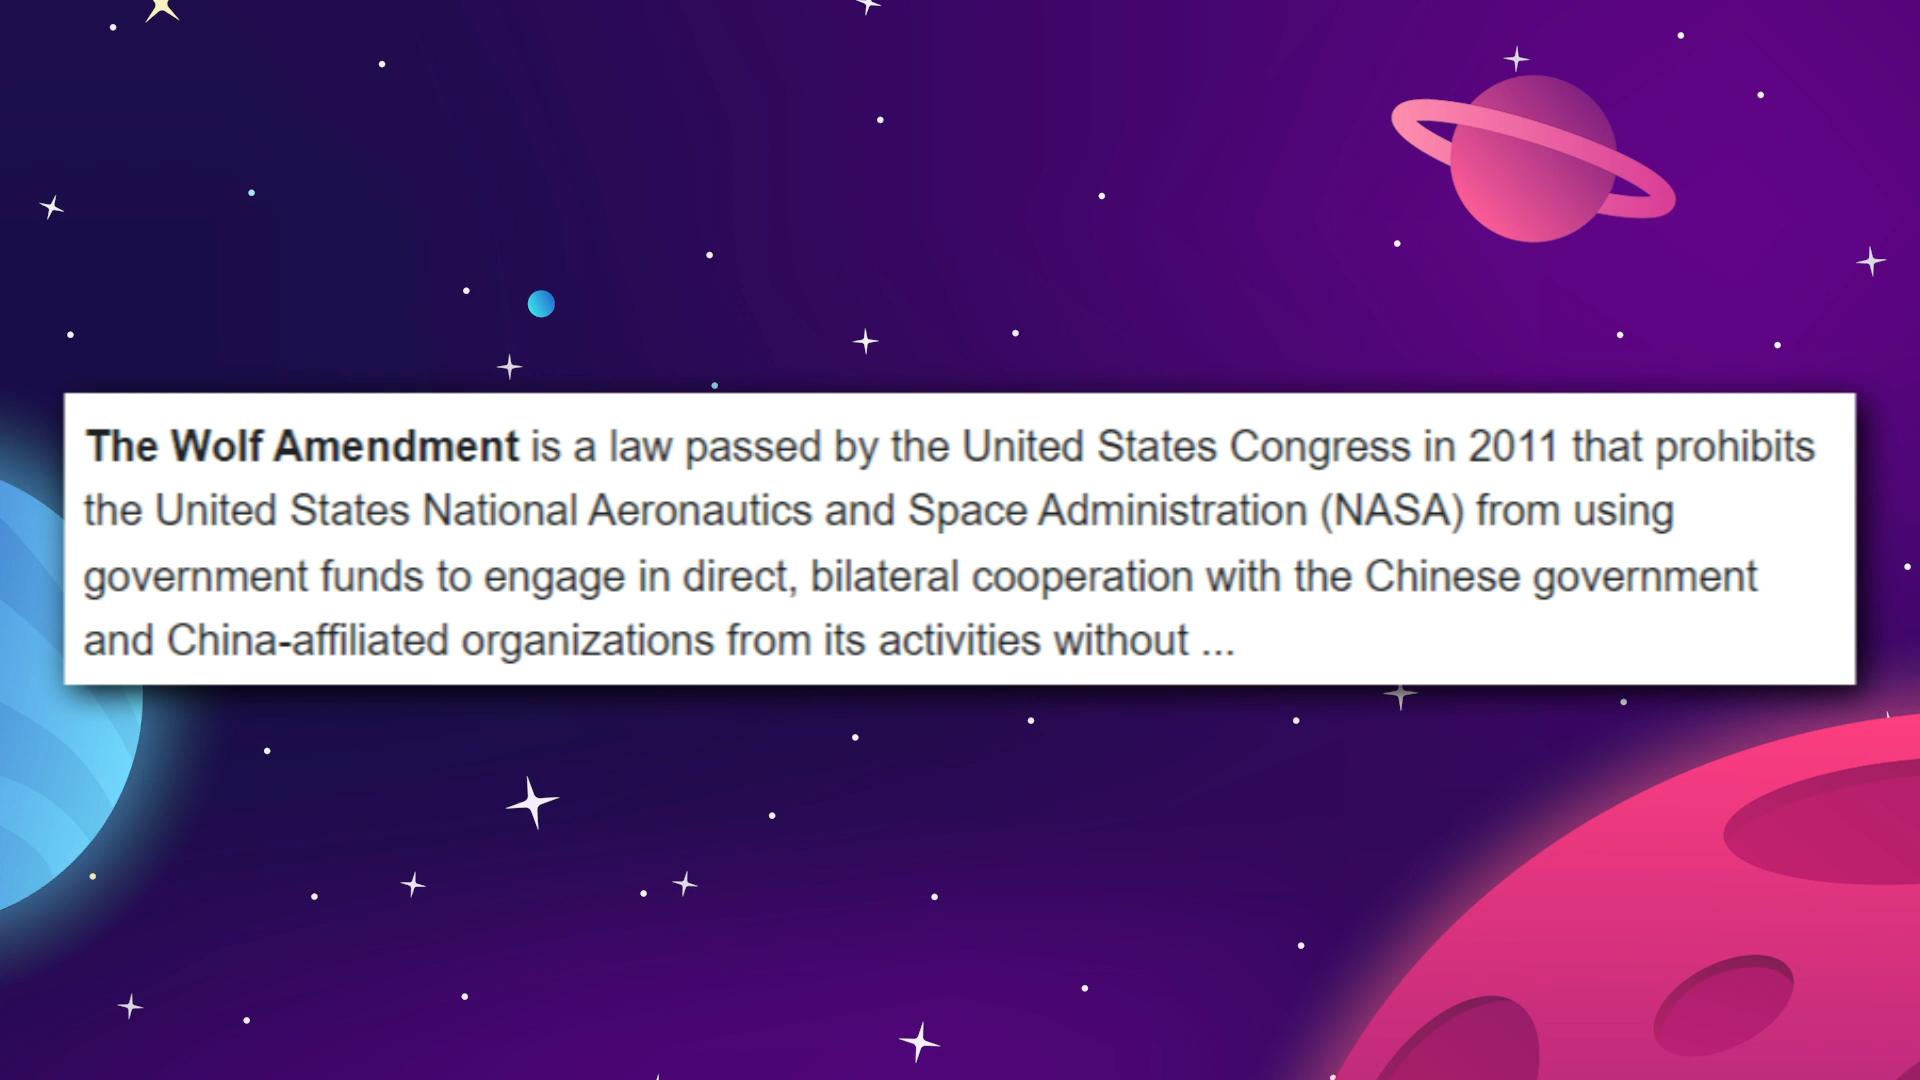 The Wolf Amendment is a law passed by the United States Congress in 2011 that prohibits
the United States National Aeronautics and Space Administration (NASA) from using
government funds to engage in direct, bilateral cooperation with the Chinese government
and China-affiliated organizations from its activities without ...